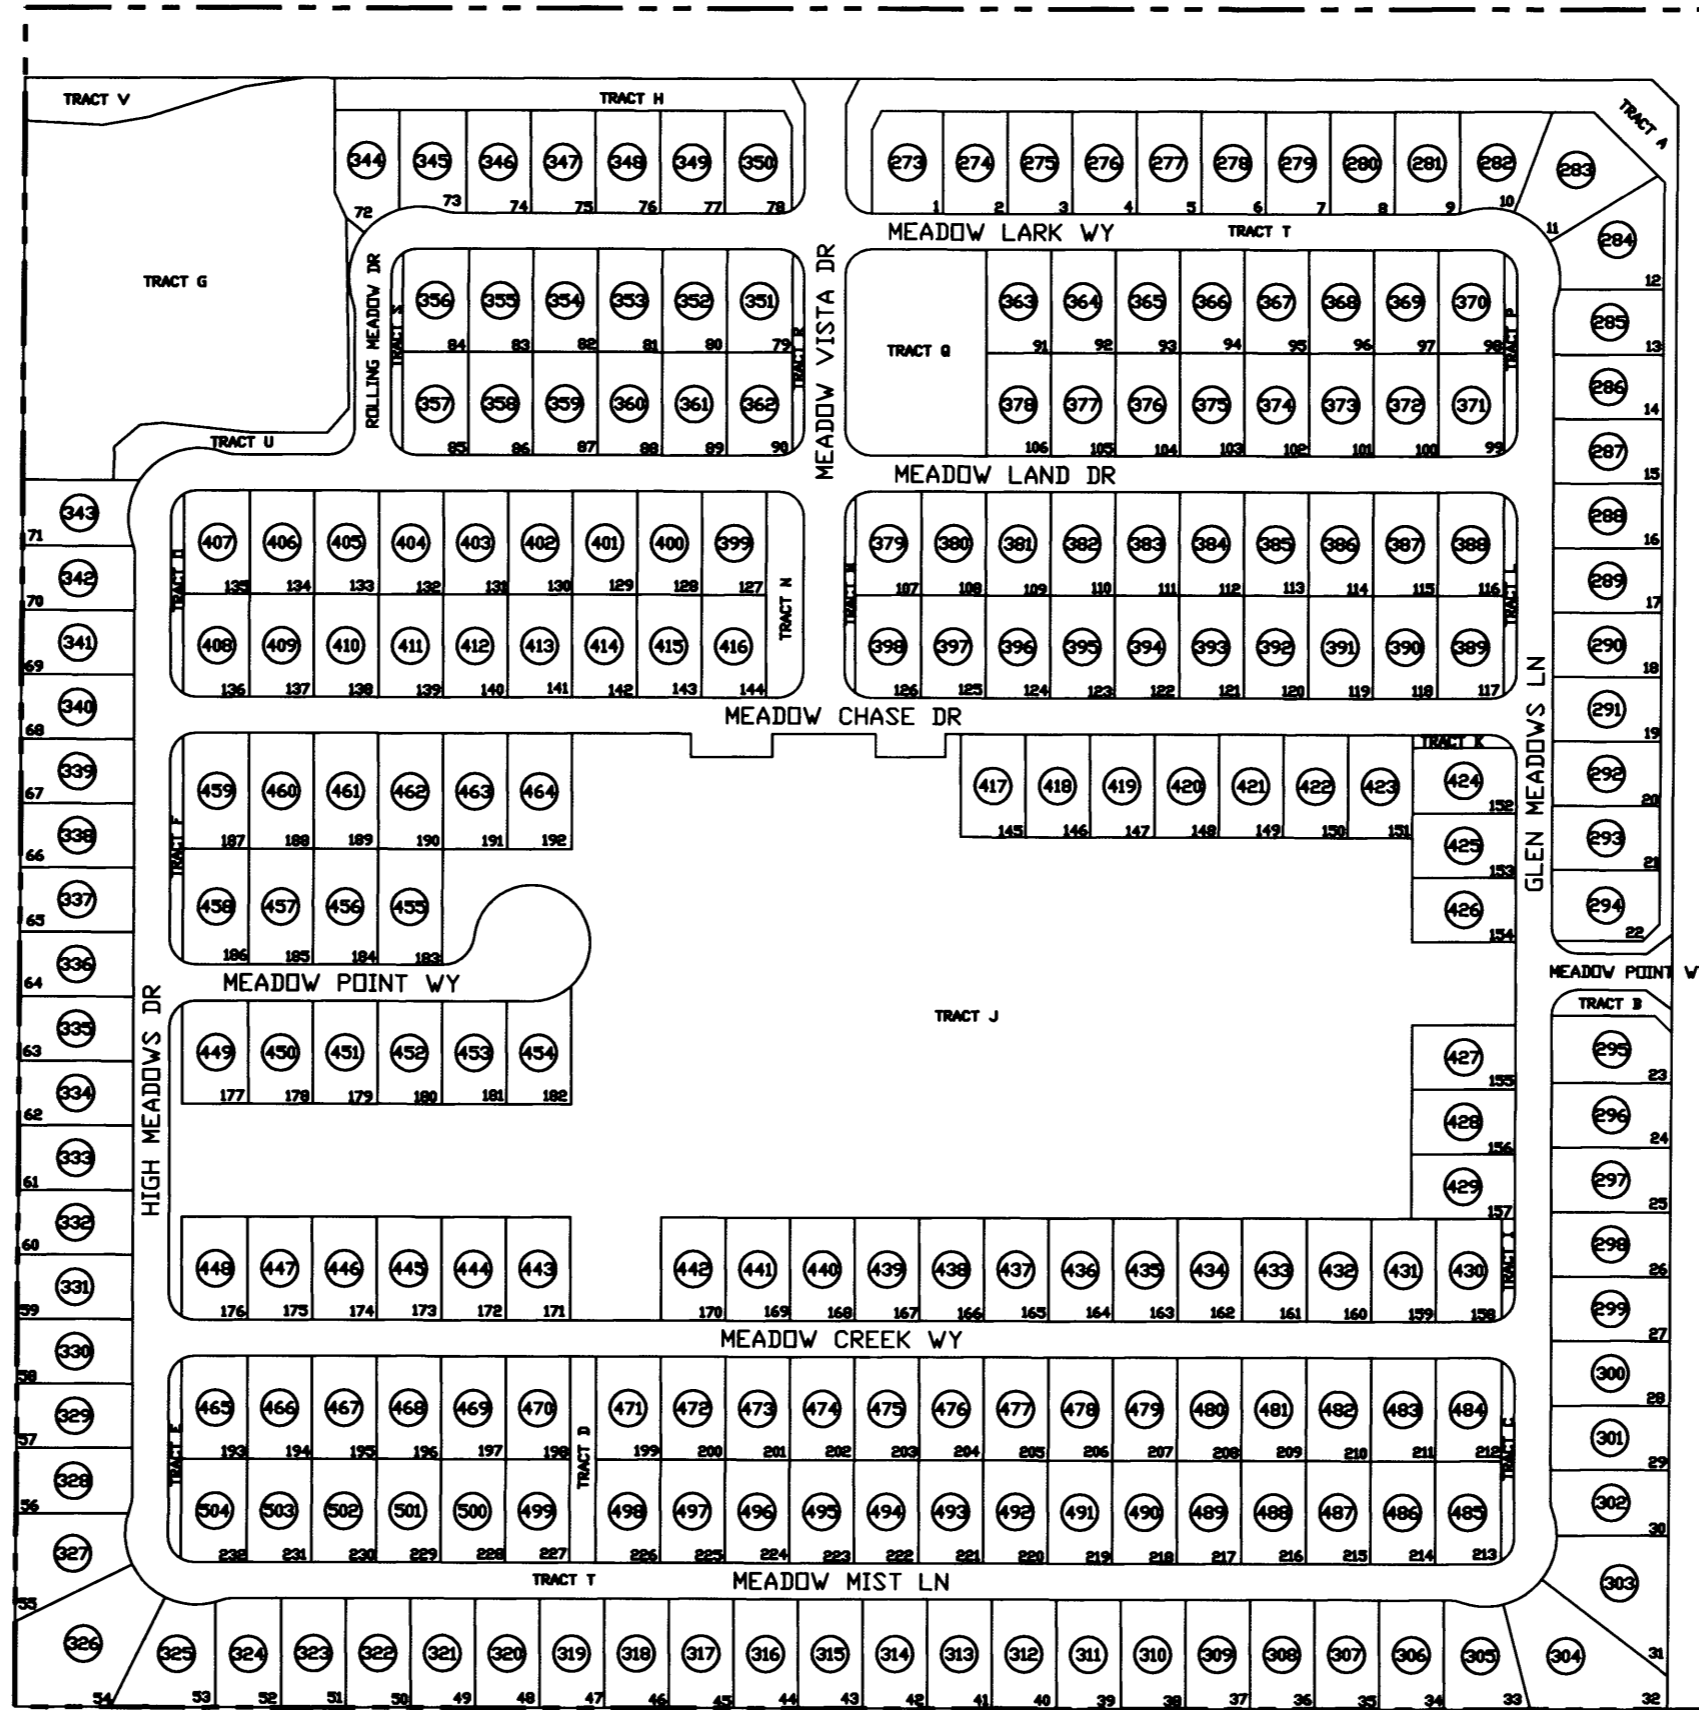 TRACT V
TRACT H
TRACT A
344 345 346 347 348 349 350
273 274 275 276 277 278 279 280 281 282 283
72 73 74 75 76 77 78
1 2 3 4 5 6 7 8 9 10 11
MEADOW LARK WY
TRACT T
284
12
TRACT G
ROLLING MEADOW DR
TRACT S
356 355 354 353 352 351
84 83 82 81 80 79
TRACT R
357 358 359 360 361 362
85 86 87 88 89 90
MEADOW VISTA DR
TRACT Q
363 364 365 366 367 368 369 370
91 92 93 94 95 96 97 98
TRACT P
378 377 376 375 374 373 372 371
106 105 104 103 102 101 100 99
285
13
286
14
287
15
288
16
289
17
290
18
291
19
292
20
293
21
294
22
TRACT U
MEADOW LAND DR
343
71
342
70
341
69
340
68
339
67
338
66
337
65
336
64
335
63
334
62
333
61
332
60
331
59
330
58
329
57
328
56
327
55
TRACT O
407 406 405 404 403 402 401 400 399
135 134 133 132 131 130 129 128 127
TRACT N
408 409 410 411 412 413 414 415 416
136 137 138 139 140 141 142 143 144
TRACT M
379 380 381 382 383 384 385 386 387 388
107 108 109 110 111 112 113 114 115 116
TRACT L
398 397 396 395 394 393 392 391 390 389
126 125 124 123 122 121 120 119 118 117
MEADOW CHASE DR
GLEN MEADOWS LN
TRACT K
TRACT F
459 460 461 462 463 464
187 188 189 190 191 192
417 418 419 420 421 422 423 424
145 146 147 148 149 150 151 152
425
153
426
154
458 457 456 455
186 185 184 183
MEADOW POINT WY
MEADOW POINT W
HIGH MEADOWS DR
TRACT B
TRACT J
449 450 451 452 453 454
177 178 179 180 181 182
427
155
428
156
429
157
295
23
296
24
297
25
298
26
299
27
300
28
301
29
302
30
303
31
448 447 446 445 444 443
176 175 174 173 172 171
442 441 440 439 438 437 436 435 434 433 432 431 430
170 169 168 167 166 165 164 163 162 161 160 159 158
TRACT I
MEADOW CREEK WY
TRACT E
465 466 467 468 469 470
193 194 195 196 197 198
TRACT D
471 472 473 474 475 476 477 478 479 480 481 482 483 484
199 200 201 202 203 204 205 206 207 208 209 210 211 212
TRACT C
504 503 502 501 500 499
232 231 230 229 228 227
498 497 496 495 494 493 492 491 490 489 488 487 486 485
226 225 224 223 222 221 220 219 218 217 216 215 214 213
TRACT T
MEADOW MIST LN
326 325 324 323 322 321 320 319 318 317 316 315 314 313 312 311 310 309 308 307 306 305 304
54 53 52 51 50 49 48 47 46 45 44 43 42 41 40 39 38 37 36 35 34 33 32